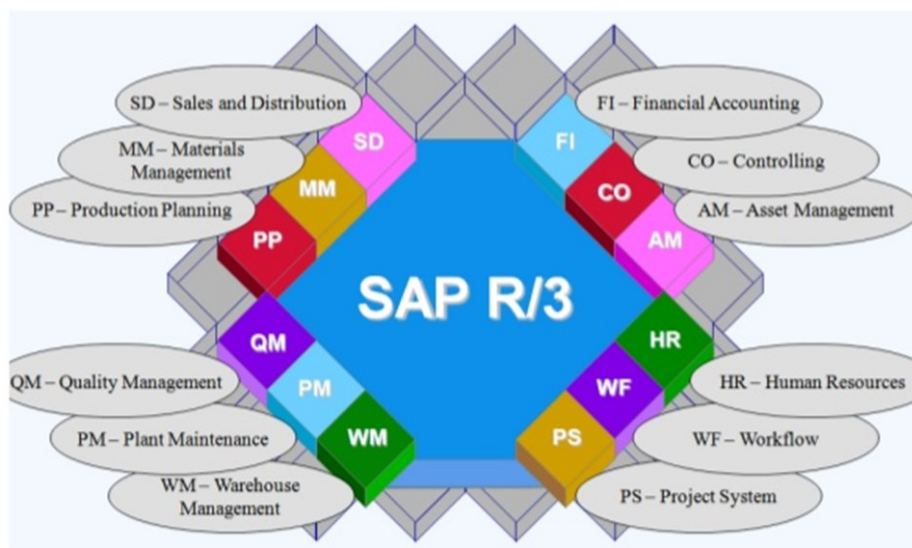 SD – Sales and Distribution
MM – Materials
Management
PP – Production Planning
SD
MM
PP
FI – Financial Accounting
CO – Controlling
AM – Asset Management
FI
CO
AM
SAP R/3
QM
PM
WM
QM – Quality Management
PM – Plant Maintenance
WM – Warehouse
Management
HR
WF
PS
HR – Human Resources
WF – Workflow
PS – Project System